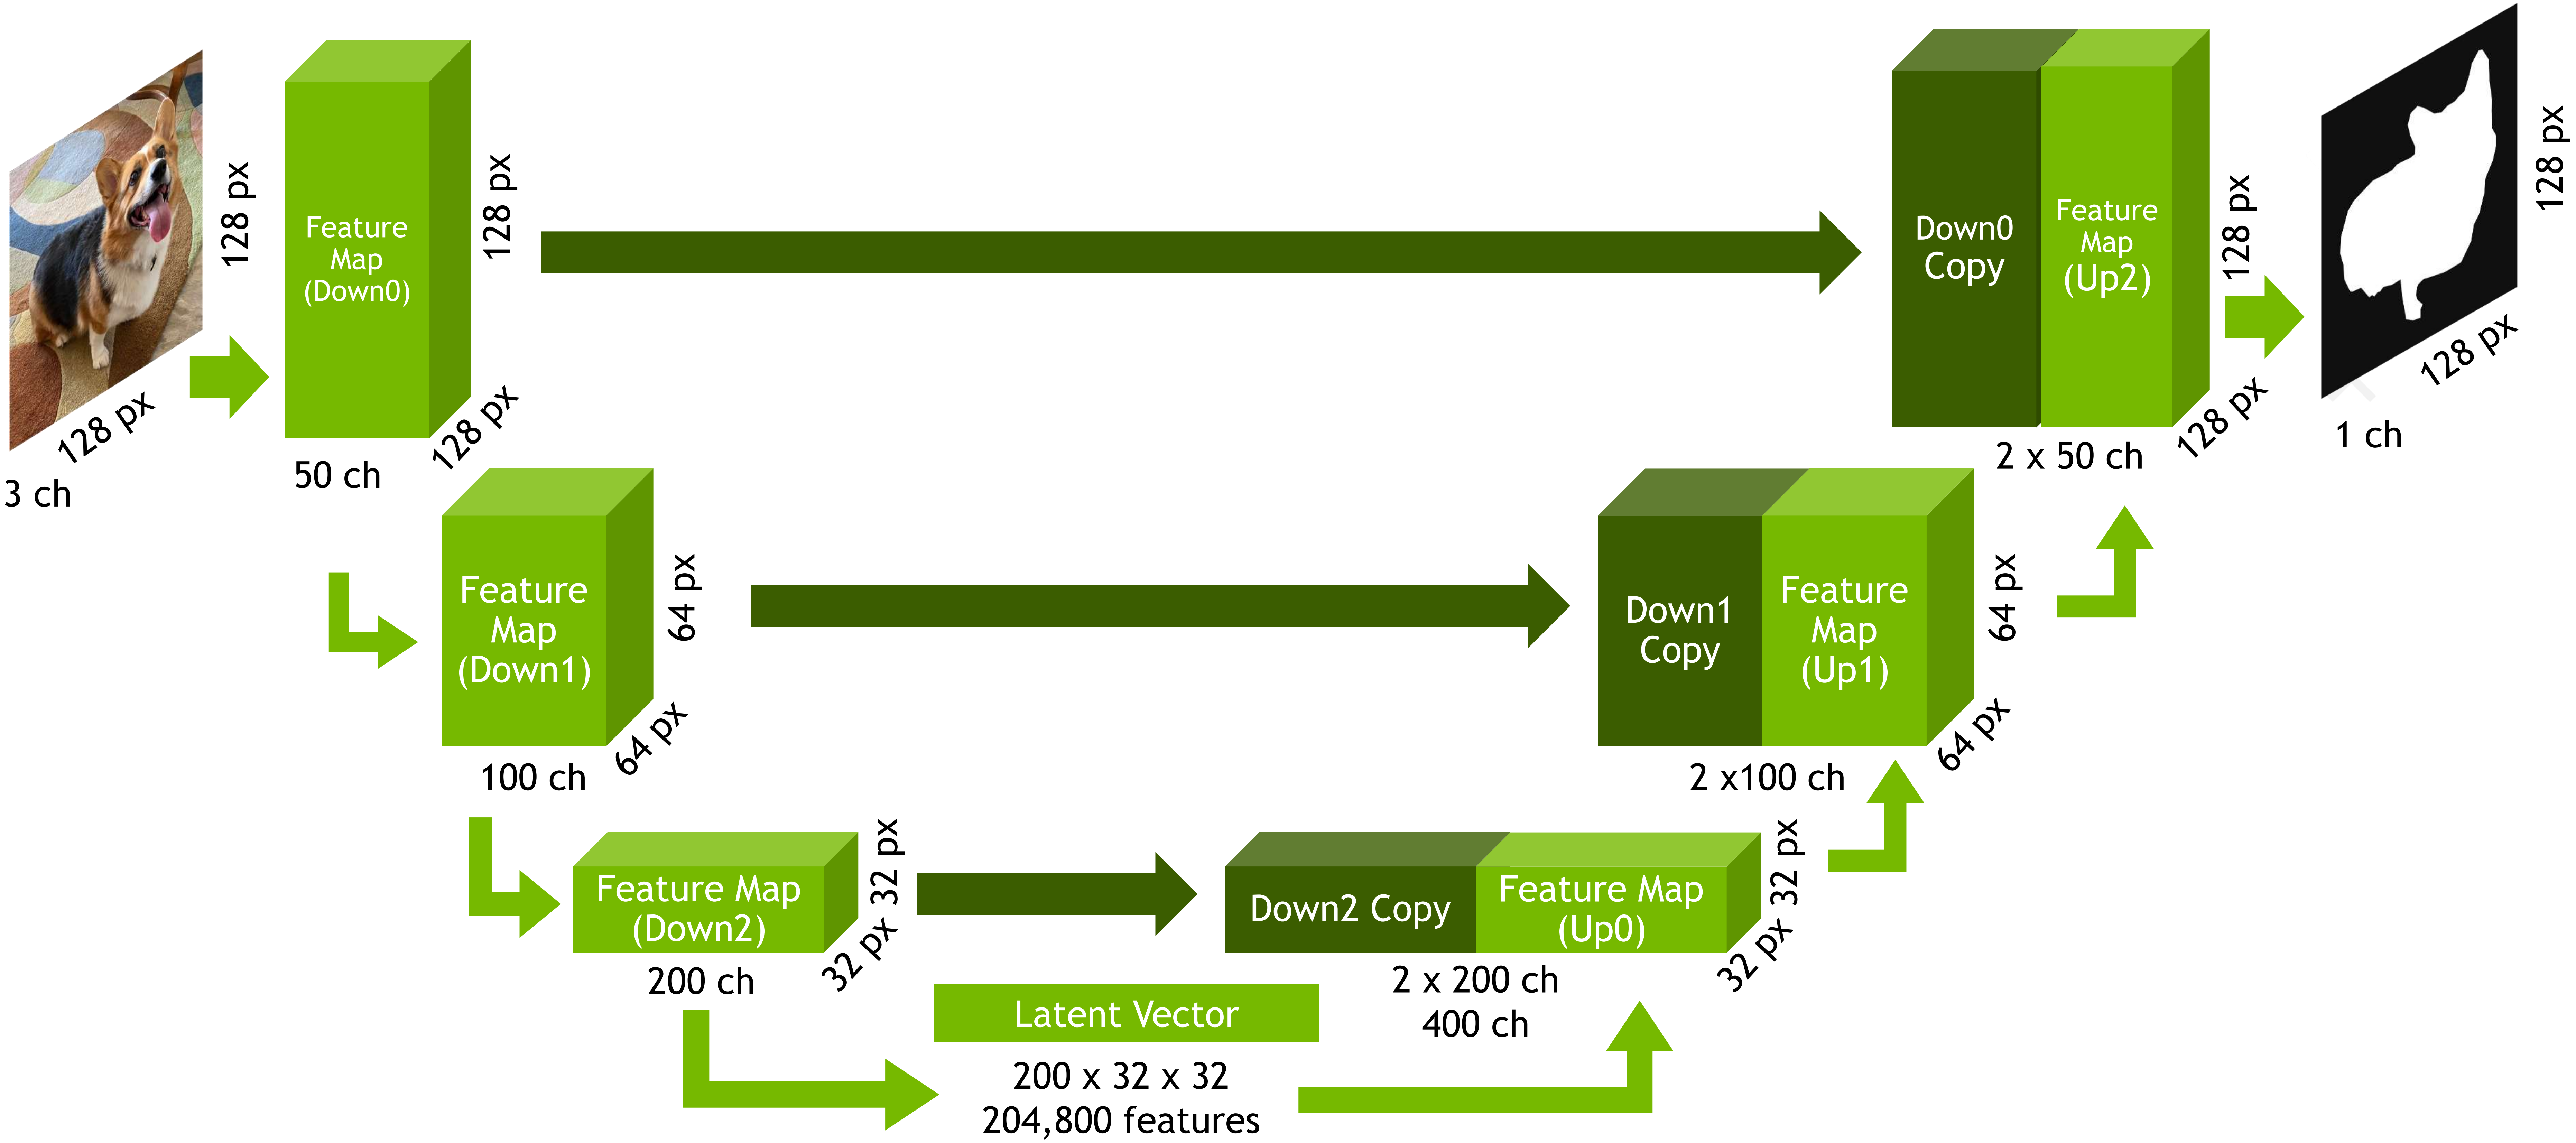 128 px
128 px
3 ch
Feature
Map
(Down0)
128 px
128 px
50 ch
Down0
Copy
Feature
Map
(Up2)
128 px
128 px
2 x 50 ch
128 px
128 px
1 ch
Feature
Map
(Down1)
64 px
64 px
100 ch
Down1
Copy
Feature
Map
(Up1)
64 px
64 px
2 x100 ch
Feature Map
(Down2)
32 px
32 px
200 ch
Down2 Copy
Feature Map
(Up0)
32 px
32 px
2 x 200 ch
400 ch
Latent Vector
200 x 32 x 32
204,800 features